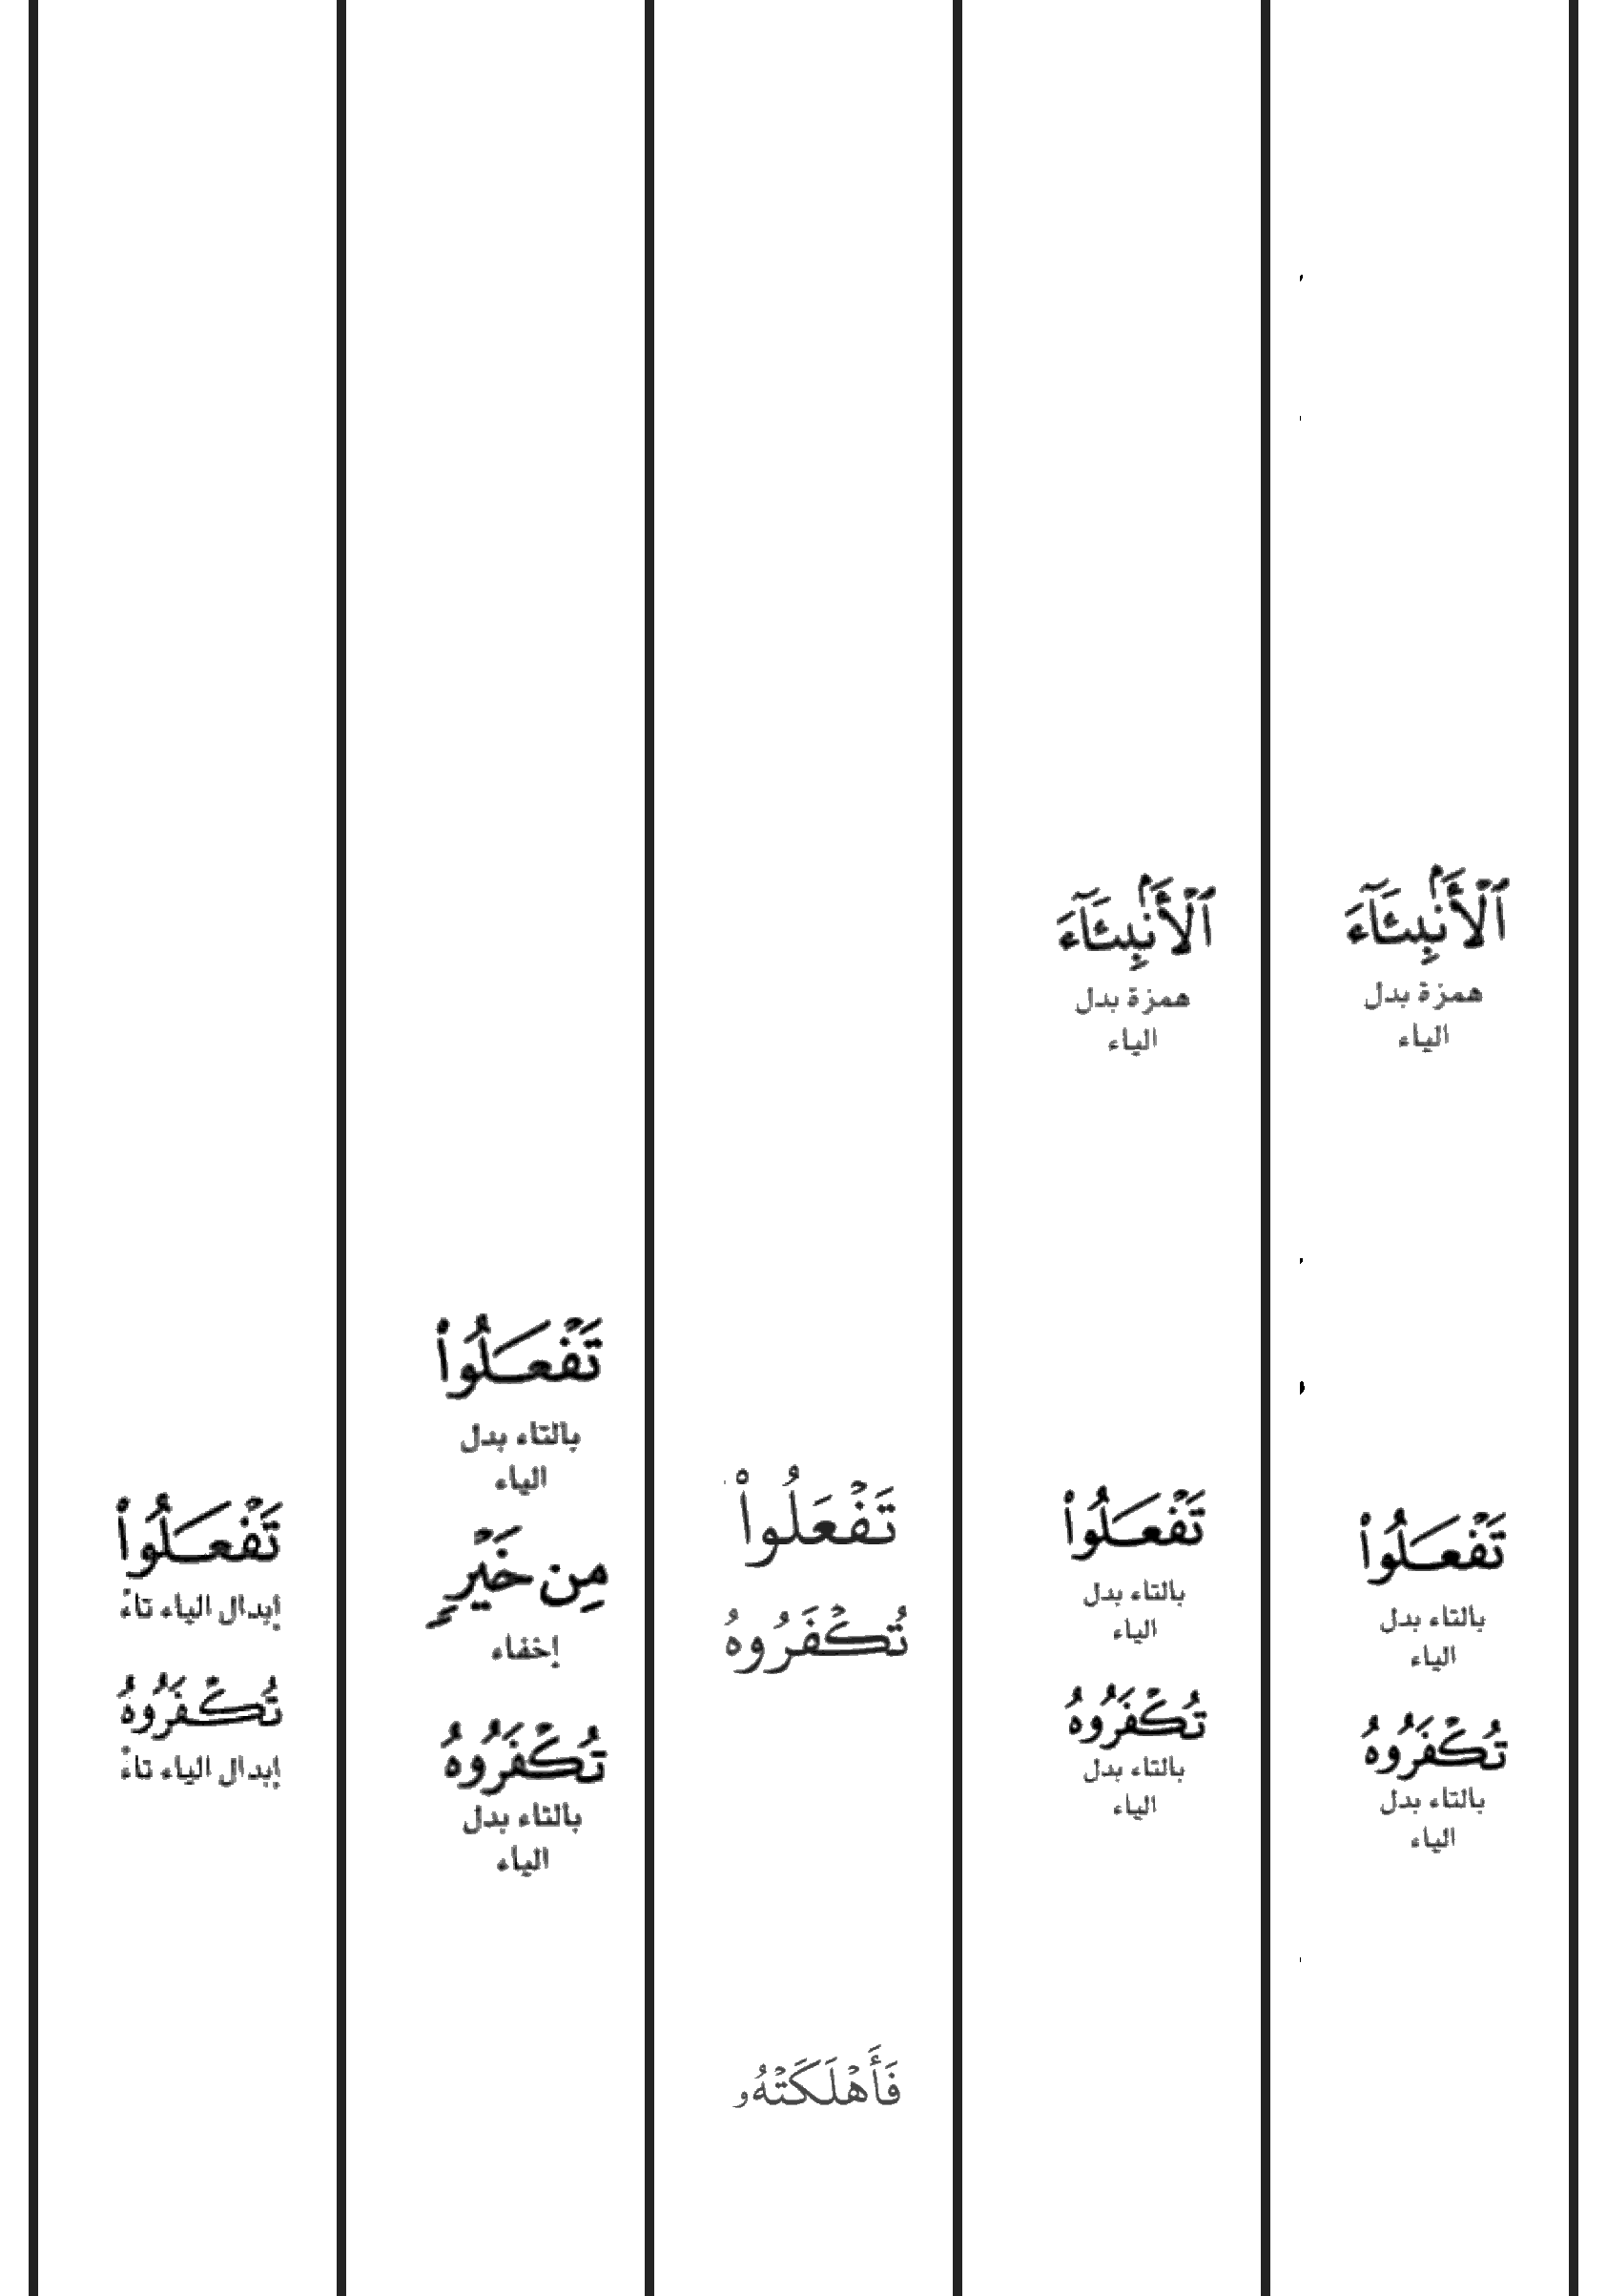 ٱلۡأَنۢبِـَٔآءَ
همزة بدل
الياء
تَفۡعَلُواْ
بالتاء بدل
الياء
تُكۡفَرُوهُ
بالتاء بدل
الياء
ٱلۡأَنۢبِـَٔآءَ
همزة بدل
الياء
تَفۡعَلُواْ
بالتاء بدل
الياء
تُكۡفَرُوهُ
بالتاء بدل
الياء
تَفۡعَلُواْ
تُكۡفَرُوهُ
فَأَهۡلَكَتۡهُۥ
تَفۡعَلُواْ
بالتاء بدل
الياء
مِن خَيۡرٖ
إخفاء
تُكۡفَرُوهُ
بالتاء بدل
الياء
تَفۡعَلُواْ
إبدال الياء تاءً
تُكۡفَرُوهُ
إبدال الياء تاءً